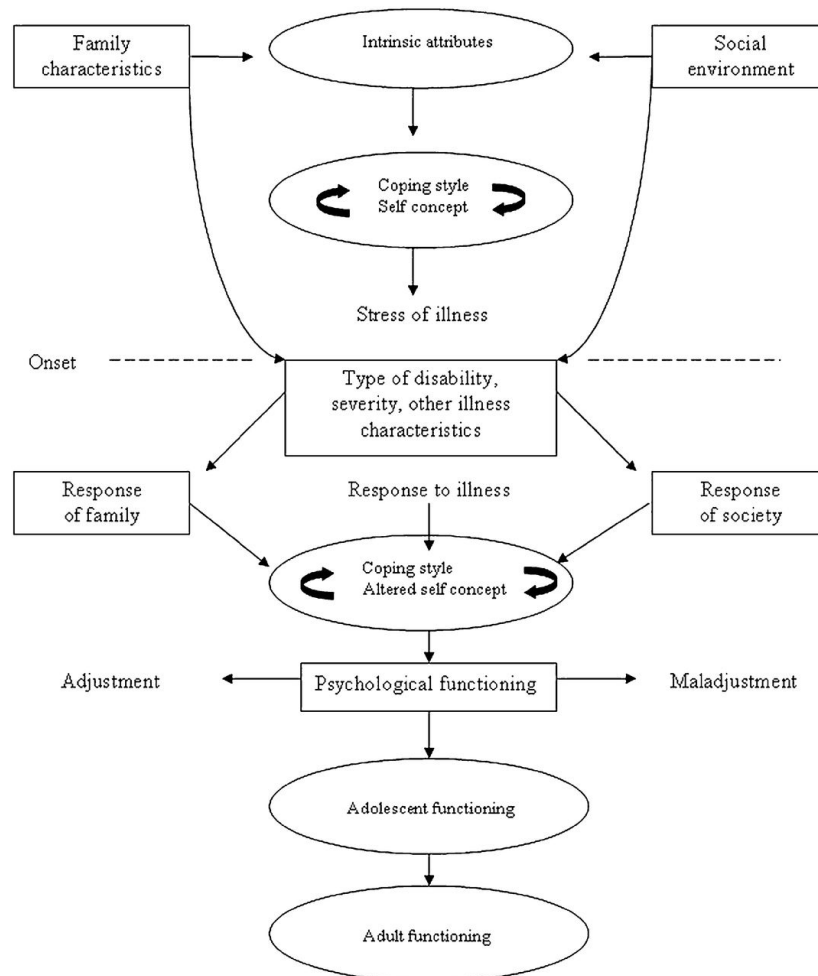 Family
characteristics
Intrinsic attributes
Social
environment
Coping style
Self concept
Stress of illness
Onset
Type of disability,
severity, other illness
characteristics
Response
of family
Response to illness
Response
of society
Coping style
Altered self concept
Adjustment
Psychological functioning
Maladjustment
Adolescent functioning
Adult functioning